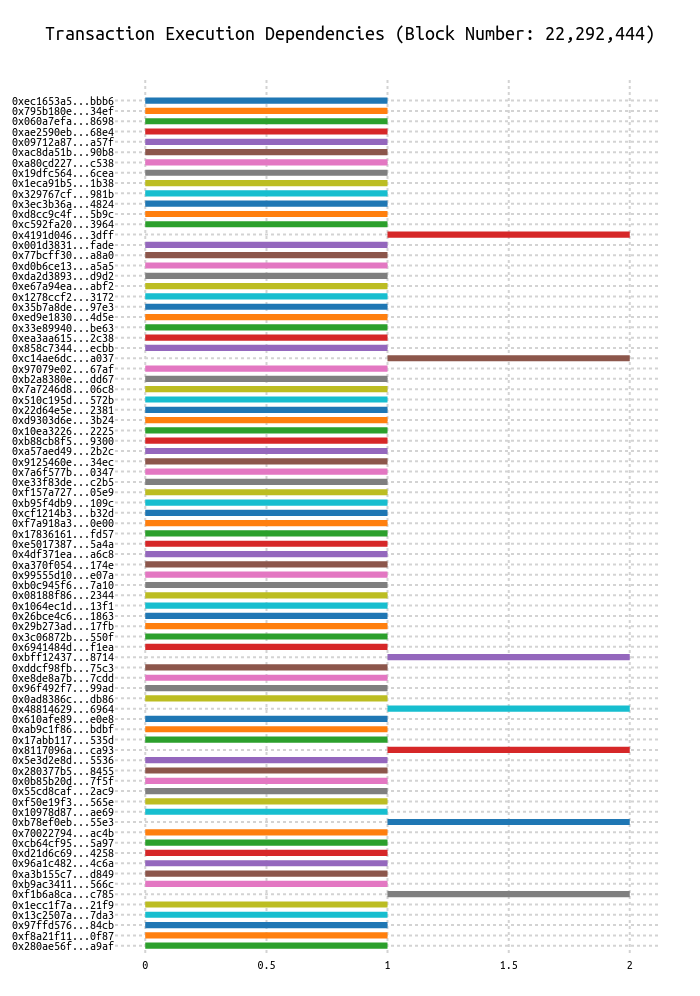 Transaction Execution Dependencies (Block Number: 22,292,444)
0xec1653a5...bbb6
0x795b180e...34ef
0x060a7efa...8698
0xae2590eb...68e4
0x09712a87...a57f
0xac8da51b...90b8
0xa80cd227...c538
0x19dfc564...6cea
0x1eca91b5...1b38
0x329767cf...981b
0x3ec3b36a...4824
0xd8cc9c4f...5b9c
0xc592fa20...3964
0x4191d046...3dff
0x001d3831...fade
0x77bcff30...a8a0
0xd0b6ce13...a5a5
0xda2d3893...d9d2
0xe67a94ea...abf2
0x1278ccf2...3172
0x35b7a8de...97e3
0xed9e1830...4d5e
0x33e89940...be63
0xea3aa615...2c38
0x858c7344...ecbb
0xc14ae6dc...a037
0x97079e02...67af
0xb2a8380e...dd67
0x7a7246d8...06c8
0x510c195d...572b
0x22d64e5e...2381
0xd9303d6e...3b24
0x10ea3226...2225
0xb88cb8f5...9300
0xa57aed49...2b2c
0x9125460e...34ec
0x7a6f577b...0347
0xe33f83de...c2b5
0xf157a727...05e9
0xb95f4db9...109c
0xcf1214b3...b32d
0xf7a918a3...0e00
0x17836161...fd57
0xe5017387...5a4a
0x4df371ea...a6c8
0xa370f054...174e
0x99555d10...e07a
0xb0c945f6...7a10
0x08188f86...2344
0x1064ec1d...13f1
0x26bce4c6...1863
0x29b273ad...17fb
0x3c06872b...550f
0x6941484d...f1ea
0xbff12437...8714
0xddcf98fb...75c3
0xe8de8a7b...7cdd
0x96f492f7...99ad
0x0ad8386c...db86
0x48814629...6964
0x610afe89...e0e8
0xab9c1f86...bdbf
0x17abb117...535d
0x8117096a...ca93
0x5e3d2e8d...5536
0x280377b5...8455
0x0b85b20d...7f5f
0x55cd8caf...2ac9
0xf50e19f3...565e
0x10978d87...ae69
0xb78ef0eb...55e3
0x70022794...ac4b
0xcb64cf95...5a97
0xd21d6c69...4258
0x96a1c482...4c6a
0xa3b155c7...d849
0xb9ac3411...566c
0xf1b6a8ca...c785
0x1ecc1f7a...21f9
0x13c2507a...7da3
0x97ffd576...84cb
0xf8a21f11...0f87
0x280ae56f...a9af
0 0.5 1 1.5 2